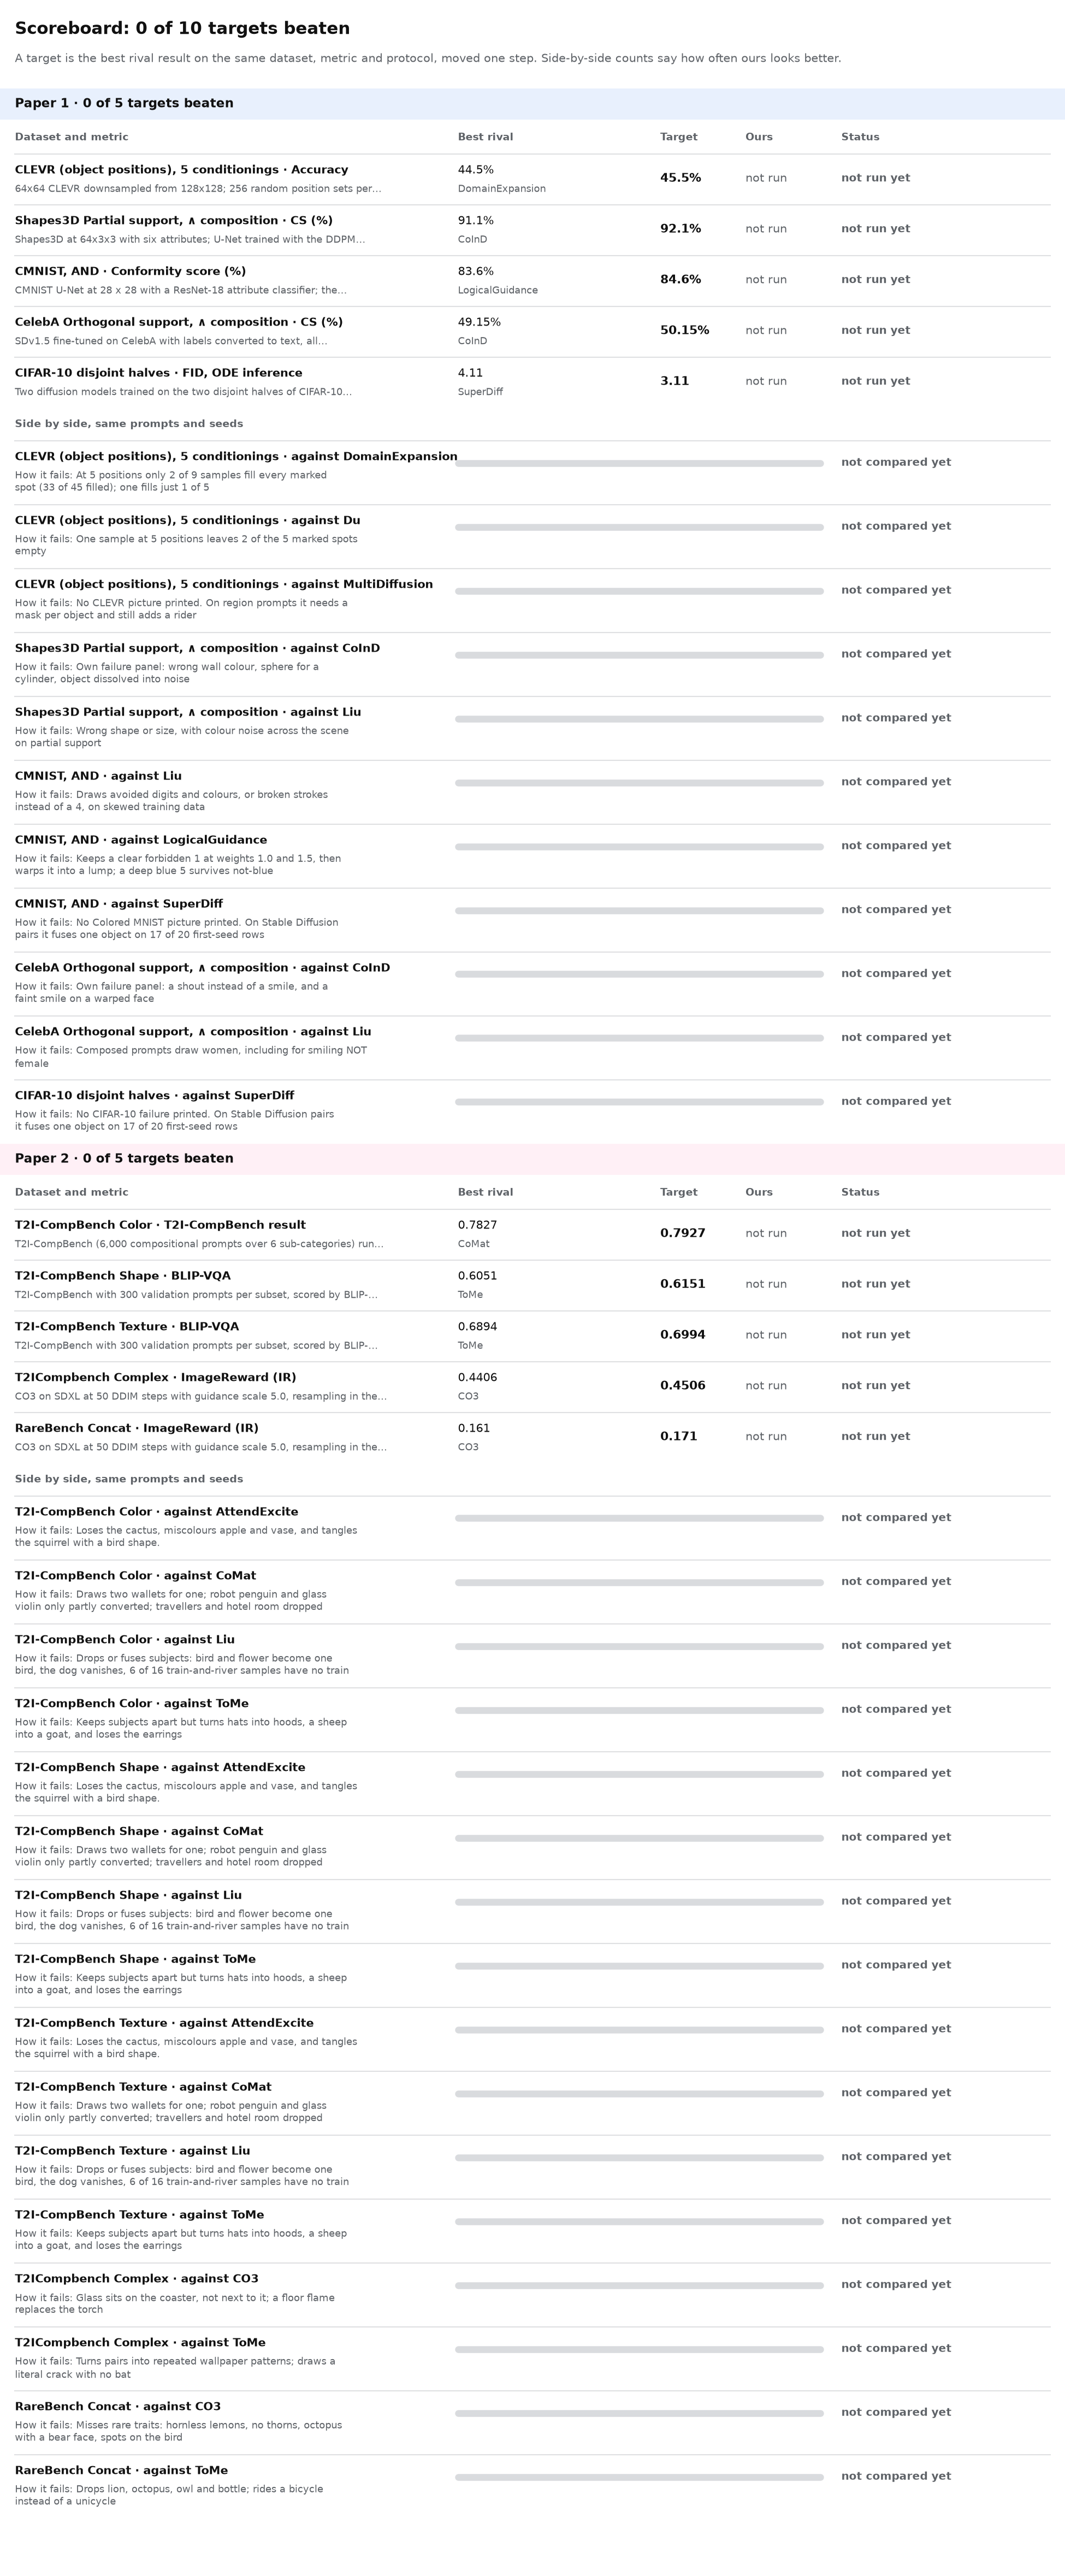 Scoreboard: 0 of 10 targets beaten
A target is the best rival result on the same dataset, metric and protocol, moved one step. Side-by-side counts say how often ours looks better.
Paper 1 · 0 of 5 targets beaten
Dataset and metric Best rival Target Ours Status
CLEVR (object positions), 5 conditionings · Accuracy 44.5%
45.5% not run not run yet
64x64 CLEVR downsampled from 128x128; 256 random position sets per... DomainExpansion
Shapes3D Partial support, ∧ composition · CS (%) 91.1%
92.1% not run not run yet
Shapes3D at 64x3x3 with six attributes; U-Net trained with the DDPM... CoInD
CMNIST, AND · Conformity score (%) 83.6%
84.6% not run not run yet
CMNIST U-Net at 28 x 28 with a ResNet-18 attribute classifier; the... LogicalGuidance
CelebA Orthogonal support, ∧ composition · CS (%) 49.15%
50.15% not run not run yet
SDv1.5 fine-tuned on CelebA with labels converted to text, all... CoInD
CIFAR-10 disjoint halves · FID, ODE inference 4.11
3.11 not run not run yet
Two diffusion models trained on the two disjoint halves of CIFAR-10... SuperDiff
Side by side, same prompts and seeds
CLEVR (object positions), 5 conditionings · against DomainExpansion
not compared yet
How it fails: At 5 positions only 2 of 9 samples fill every marked
spot (33 of 45 filled); one fills just 1 of 5
CLEVR (object positions), 5 conditionings · against Du
not compared yet
How it fails: One sample at 5 positions leaves 2 of the 5 marked spots
empty
CLEVR (object positions), 5 conditionings · against MultiDiffusion
not compared yet
How it fails: No CLEVR picture printed. On region prompts it needs a
mask per object and still adds a rider
Shapes3D Partial support, ∧ composition · against CoInD
not compared yet
How it fails: Own failure panel: wrong wall colour, sphere for a
cylinder, object dissolved into noise
Shapes3D Partial support, ∧ composition · against Liu
not compared yet
How it fails: Wrong shape or size, with colour noise across the scene
on partial support
CMNIST, AND · against Liu
not compared yet
How it fails: Draws avoided digits and colours, or broken strokes
instead of a 4, on skewed training data
CMNIST, AND · against LogicalGuidance
not compared yet
How it fails: Keeps a clear forbidden 1 at weights 1.0 and 1.5, then
warps it into a lump; a deep blue 5 survives not-blue
CMNIST, AND · against SuperDiff
not compared yet
How it fails: No Colored MNIST picture printed. On Stable Diffusion
pairs it fuses one object on 17 of 20 first-seed rows
CelebA Orthogonal support, ∧ composition · against CoInD
not compared yet
How it fails: Own failure panel: a shout instead of a smile, and a
faint smile on a warped face
CelebA Orthogonal support, ∧ composition · against Liu
not compared yet
How it fails: Composed prompts draw women, including for smiling NOT
female
CIFAR-10 disjoint halves · against SuperDiff
not compared yet
How it fails: No CIFAR-10 failure printed. On Stable Diffusion pairs
it fuses one object on 17 of 20 first-seed rows
Paper 2 · 0 of 5 targets beaten
Dataset and metric Best rival Target Ours Status
T2I-CompBench Color · T2I-CompBench result 0.7827
0.7927 not run not run yet
T2I-CompBench (6,000 compositional prompts over 6 sub-categories) run... CoMat
T2I-CompBench Shape · BLIP-VQA 0.6051
0.6151 not run not run yet
T2I-CompBench with 300 validation prompts per subset, scored by BLIP-... ToMe
T2I-CompBench Texture · BLIP-VQA 0.6894
0.6994 not run not run yet
T2I-CompBench with 300 validation prompts per subset, scored by BLIP-... ToMe
T2ICompbench Complex · ImageReward (IR) 0.4406
0.4506 not run not run yet
CO3 on SDXL at 50 DDIM steps with guidance scale 5.0, resampling in the... CO3
RareBench Concat · ImageReward (IR) 0.161
0.171 not run not run yet
CO3 on SDXL at 50 DDIM steps with guidance scale 5.0, resampling in the... CO3
Side by side, same prompts and seeds
T2I-CompBench Color · against AttendExcite
not compared yet
How it fails: Loses the cactus, miscolours apple and vase, and tangles
the squirrel with a bird shape.
T2I-CompBench Color · against CoMat
not compared yet
How it fails: Draws two wallets for one; robot penguin and glass
violin only partly converted; travellers and hotel room dropped
T2I-CompBench Color · against Liu
not compared yet
How it fails: Drops or fuses subjects: bird and flower become one
bird, the dog vanishes, 6 of 16 train-and-river samples have no train
T2I-CompBench Color · against ToMe
not compared yet
How it fails: Keeps subjects apart but turns hats into hoods, a sheep
into a goat, and loses the earrings
T2I-CompBench Shape · against AttendExcite
not compared yet
How it fails: Loses the cactus, miscolours apple and vase, and tangles
the squirrel with a bird shape.
T2I-CompBench Shape · against CoMat
not compared yet
How it fails: Draws two wallets for one; robot penguin and glass
violin only partly converted; travellers and hotel room dropped
T2I-CompBench Shape · against Liu
not compared yet
How it fails: Drops or fuses subjects: bird and flower become one
bird, the dog vanishes, 6 of 16 train-and-river samples have no train
T2I-CompBench Shape · against ToMe
not compared yet
How it fails: Keeps subjects apart but turns hats into hoods, a sheep
into a goat, and loses the earrings
T2I-CompBench Texture · against AttendExcite
not compared yet
How it fails: Loses the cactus, miscolours apple and vase, and tangles
the squirrel with a bird shape.
T2I-CompBench Texture · against CoMat
not compared yet
How it fails: Draws two wallets for one; robot penguin and glass
violin only partly converted; travellers and hotel room dropped
T2I-CompBench Texture · against Liu
not compared yet
How it fails: Drops or fuses subjects: bird and flower become one
bird, the dog vanishes, 6 of 16 train-and-river samples have no train
T2I-CompBench Texture · against ToMe
not compared yet
How it fails: Keeps subjects apart but turns hats into hoods, a sheep
into a goat, and loses the earrings
T2ICompbench Complex · against CO3
not compared yet
How it fails: Glass sits on the coaster, not next to it; a floor flame
replaces the torch
T2ICompbench Complex · against ToMe
not compared yet
How it fails: Turns pairs into repeated wallpaper patterns; draws a
literal crack with no bat
RareBench Concat · against CO3
not compared yet
How it fails: Misses rare traits: hornless lemons, no thorns, octopus
with a bear face, spots on the bird
RareBench Concat · against ToMe
not compared yet
How it fails: Drops lion, octopus, owl and bottle; rides a bicycle
instead of a unicycle